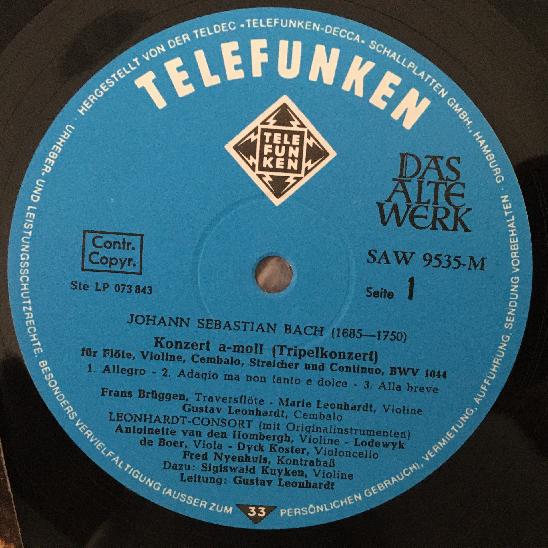 URHEBER- UND LEISTUNGSSCHUTZRECHTE, BESONDERS VERVIELFÄLTIGUNG (AUSSER ZUM PERSÖNLICHEN GEBRAUCH), VERMIETUNG, AUFFÜHRUNG, SENDUNG VORBEHALTEN
· HERGESTELLT VON DER TELDEC »TELEFUNKEN-DECCA« SCHALLPLATTEN GMBH., HAMBURG ·
TELEFUNKEN
TELE
FUN
KEN
DAS
ALTE
WERK
Contr.
Copyr.
SAW 9535-M
Ste LP 073843
Seite 1
JOHANN SEBASTIAN BACH (1685—1750)
Konzert a-moll (Tripelkonzert)
für Flöte, Violine, Cembalo, Streicher und Continuo, BWV 1044
1. Allegro - 2. Adagio ma non tanto e dolce - 3. Alla breve
Frans Brüggen, Traversflöte - Marie Leonhardt, Violine
Gustav Leonhardt, Cembalo
LEONHARDT-CONSORT (mit Originalinstrumenten)
Antoinette van den Hombergh, Violine - Lodewyk
de Boer, Viola - Dyck Koster, Violoncello
Fred Nyenhuis, Kontrabaß
Dazu: Sigiswald Kuyken, Violine
Leitung: Gustav Leonhardt
33